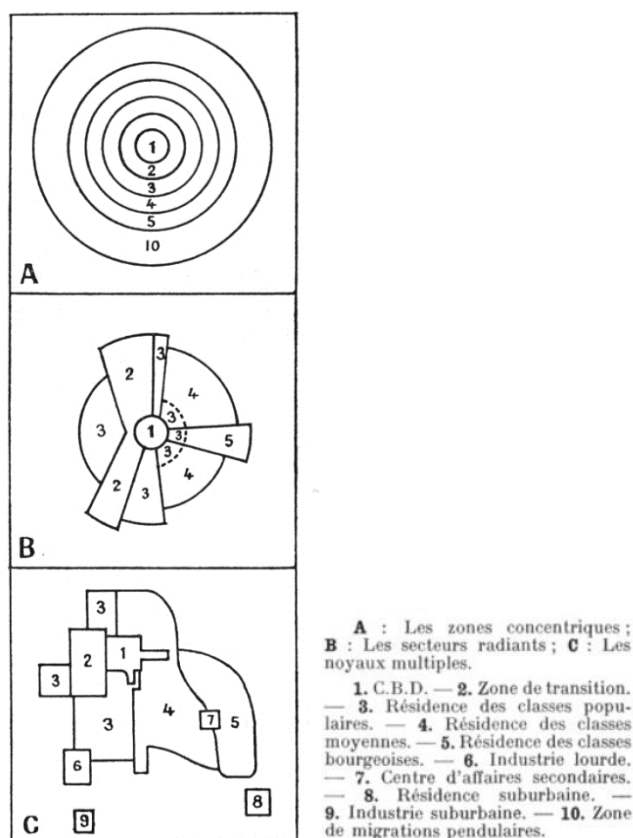 1
2
3
4
5
10
A
3
2
4
3
3
1
3
5
3
2
3
4
B
3
1
2
3
3
4
7
5
6
8
9
C
A : Les zones concentriques ;
B : Les secteurs radiants ; C : Les
noyaux multiples.
1. C.B.D. — 2. Zone de transition.
— 3. Résidence des classes popu-
laires. — 4. Résidence des classes
moyennes. — 5. Résidence des classes
bourgeoises. — 6. Industrie lourde.
— 7. Centre d'affaires secondaires.
— 8. Résidence suburbaine. —
9. Industrie suburbaine. — 10. Zone
de migrations pendulaires.